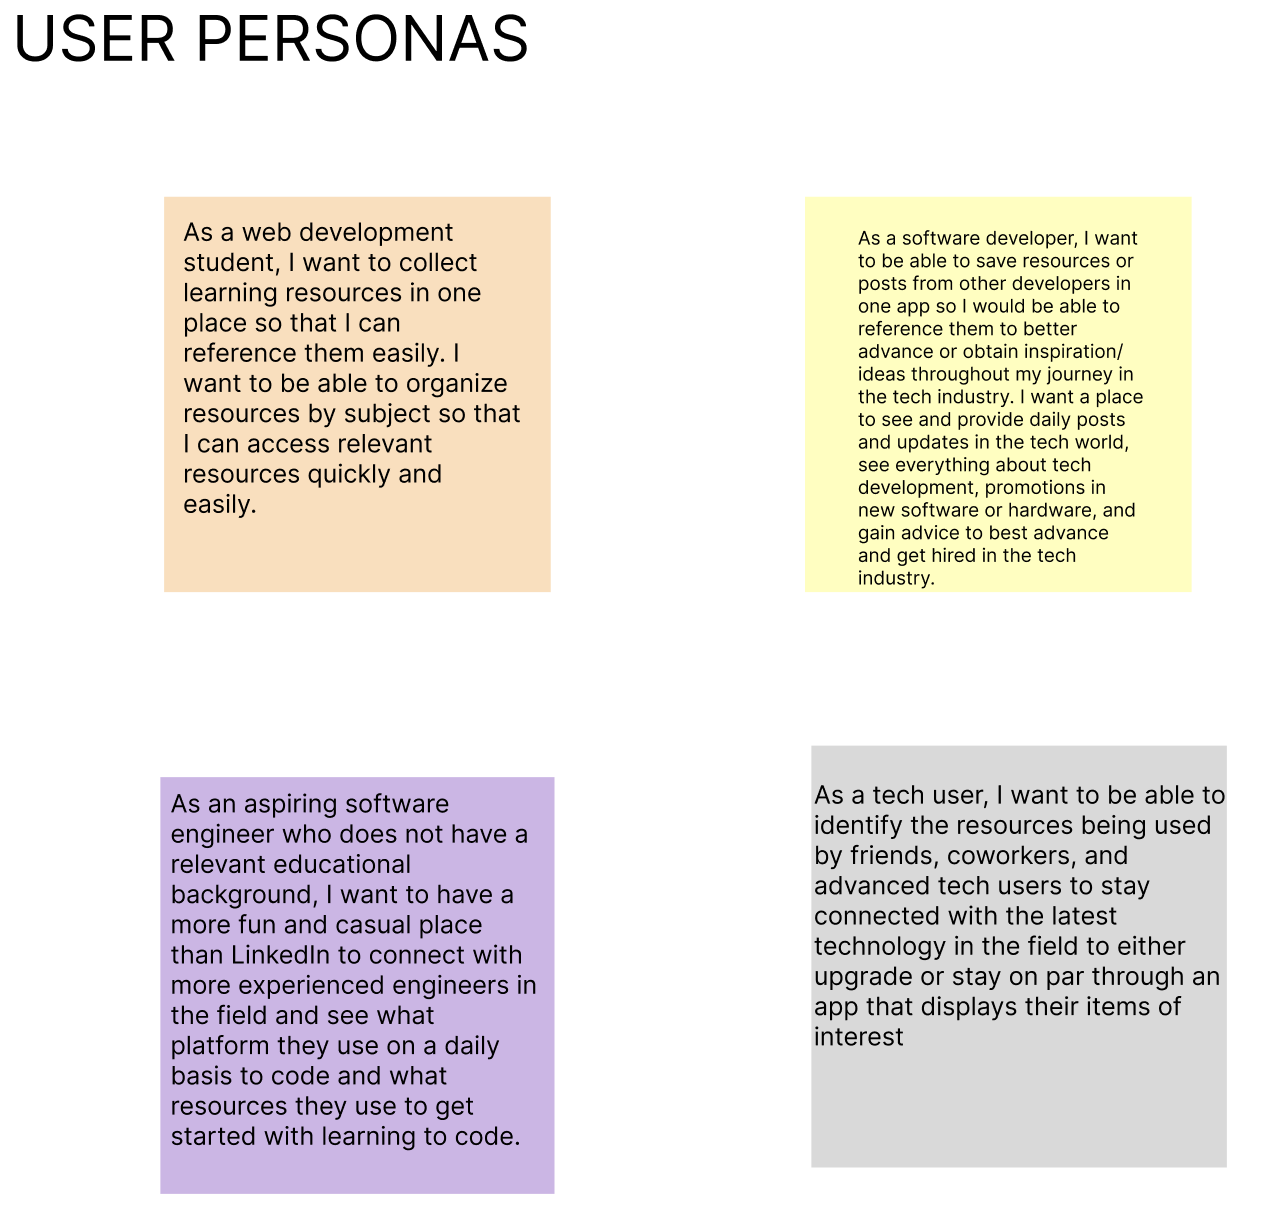 USER PERSONAS
As a web development
student, I want to collect
learning resources in one
place so that I can
reference them easily. I
want to be able to organize
resources by subject so that
I can access relevant
resources quickly and
easily.
As a software developer, I want
to be able to save resources or
posts from other developers in
one app so I would be able to
reference them to better
advance or obtain inspiration/
ideas throughout my journey in
the tech industry. I want a place
to see and provide daily posts
and updates in the tech world,
see everything about tech
development, promotions in
new software or hardware, and
gain advice to best advance
and get hired in the tech
industry.
As an aspiring software
engineer who does not have a
relevant educational
background, I want to have a
more fun and casual place
than LinkedIn to connect with
more experienced engineers in
the field and see what
platform they use on a daily
basis to code and what
resources they use to get
started with learning to code.
As a tech user, I want to be able to
identify the resources being used
by friends, coworkers, and
advanced tech users to stay
connected with the latest
technology in the field to either
upgrade or stay on par through an
app that displays their items of
interest